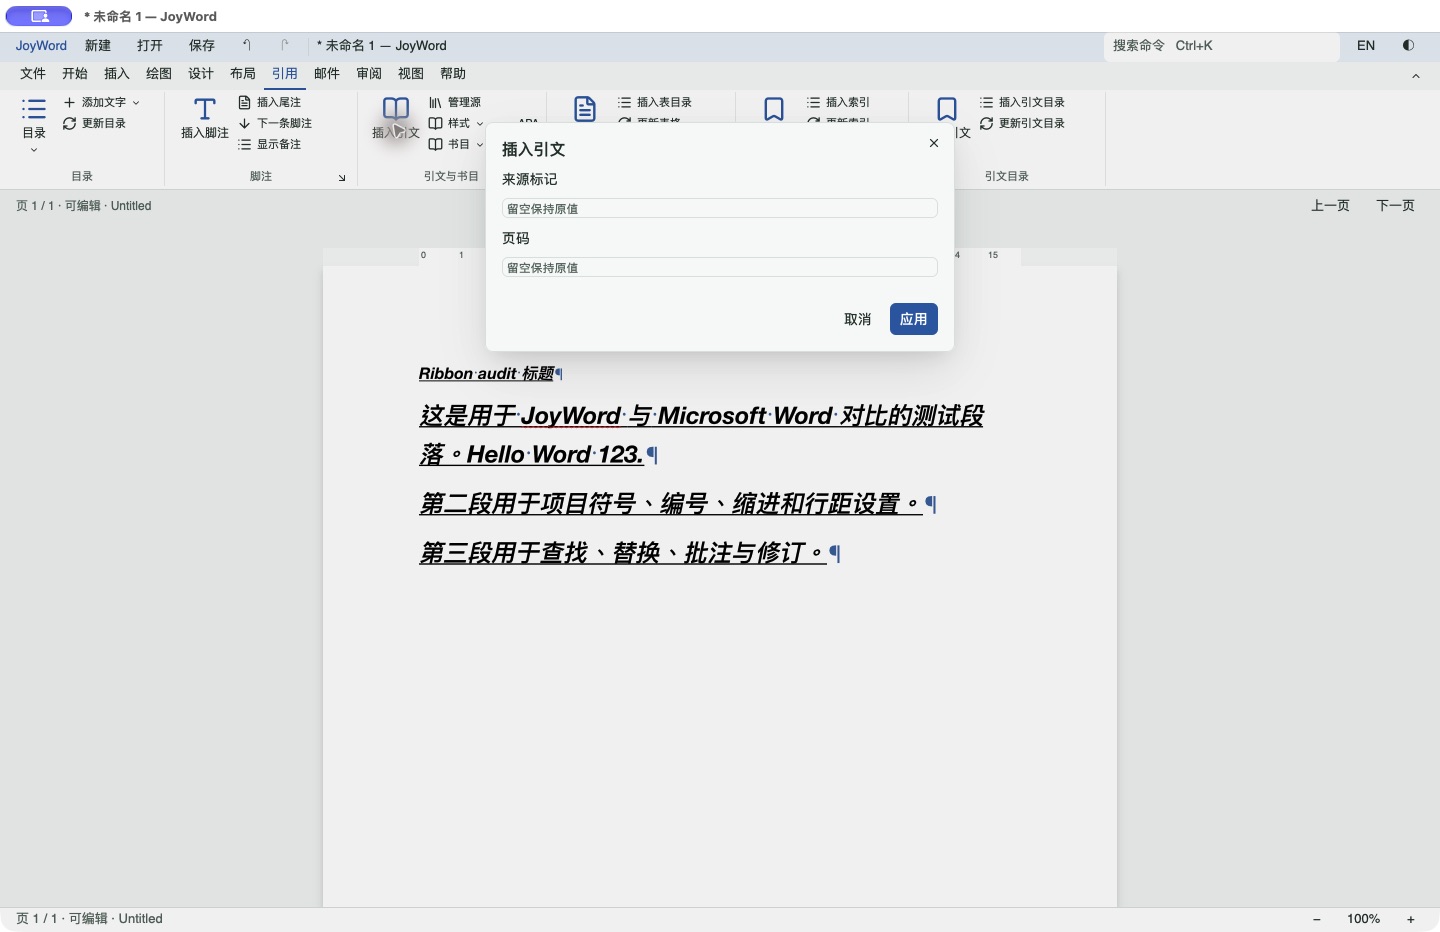 * 未命名 1 — JoyWord
JoyWord 新建 打开 保存 * 未命名 1 — JoyWord 搜索命令 Ctrl+K EN
文件 开始 插入 绘图 设计 布局 引用 邮件 审阅 视图 帮助
目录
添加文字
更新目录
目录
插入脚注
插入尾注
下一条脚注
显示备注
脚注
插入引文
管理源
样式
书目
引文与书目
插入表目录
插入索引
文
插入引文目录
更新引文目录
引文目录
插入引文
来源标记
留空保持原值
页码
留空保持原值
取消 应用
页 1 / 1 · 可编辑 · Untitled 上一页 下一页
0 1 4 15
Ribbon·audit·标题¶
这是用于·JoyWord·与·Microsoft·Word·对比的测试段
落。Hello·Word·123.¶
第二段用于项目符号、编号、缩进和行距设置。¶
第三段用于查找、替换、批注与修订。¶
页 1 / 1 · 可编辑 · Untitled − 100% +